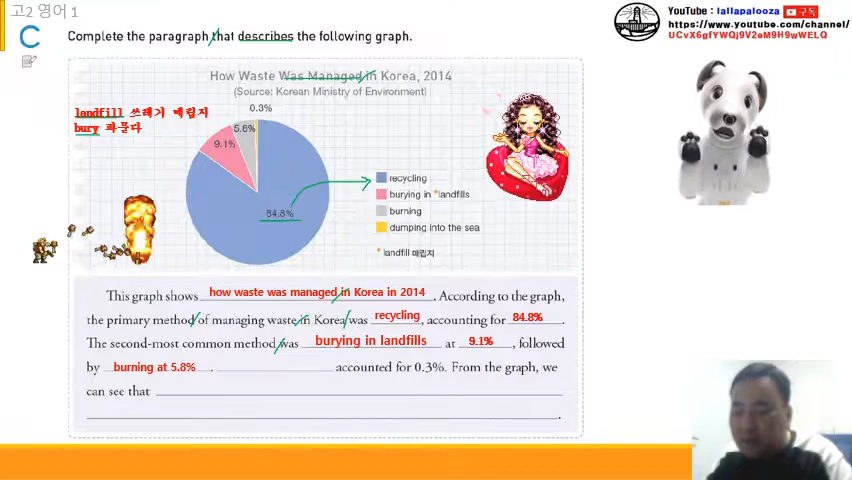 고2 영어 1
YouTube : lallapalooza 구독
https://www.youtube.com/channel/
UCvX6gfYWQj9V2eM9H9wWELQ
C Complete the paragraph that describes the following graph.
How Waste Was Managed in Korea, 2014
(Source: Korean Ministry of Environment)
landfill 쓰레기 매립지
bury 파묻다
0.3%
5.8%
9.1%
84.8%
recycling
burying in *landfills
burning
dumping into the sea
* landfill 매립지
This graph shows how waste was managed in Korea in 2014. According to the graph,
the primary method of managing waste in Korea was recycling, accounting for 84.8%.
The second-most common method was burying in landfills at 9.1%, followed
by burning at 5.8%. accounted for 0.3%. From the graph, we
can see that
.